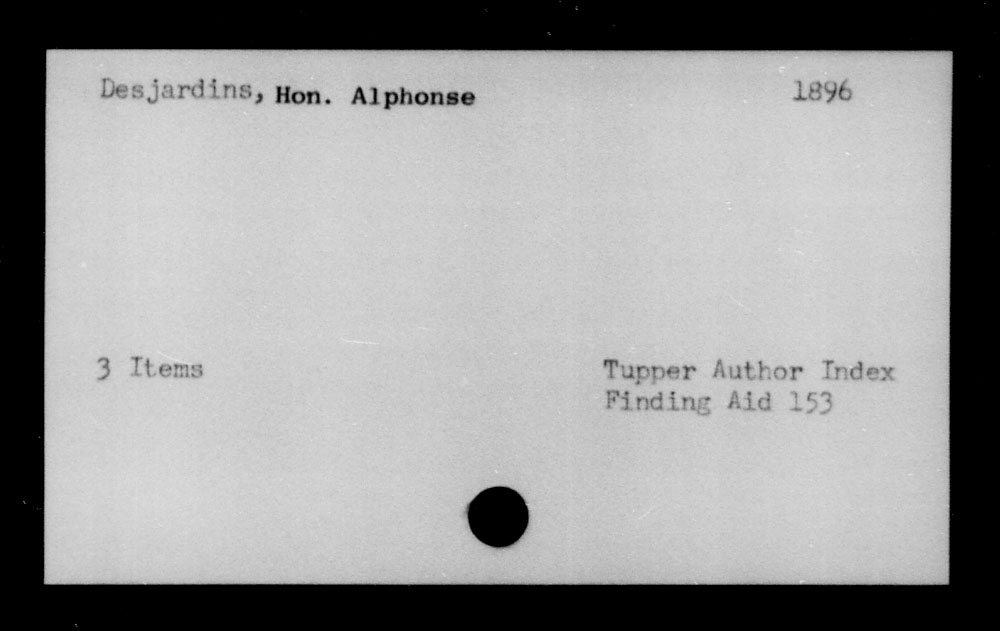 Desjardins, Hon. Alphonse 1896
3 Items Tupper Author Index
Finding Aid 153